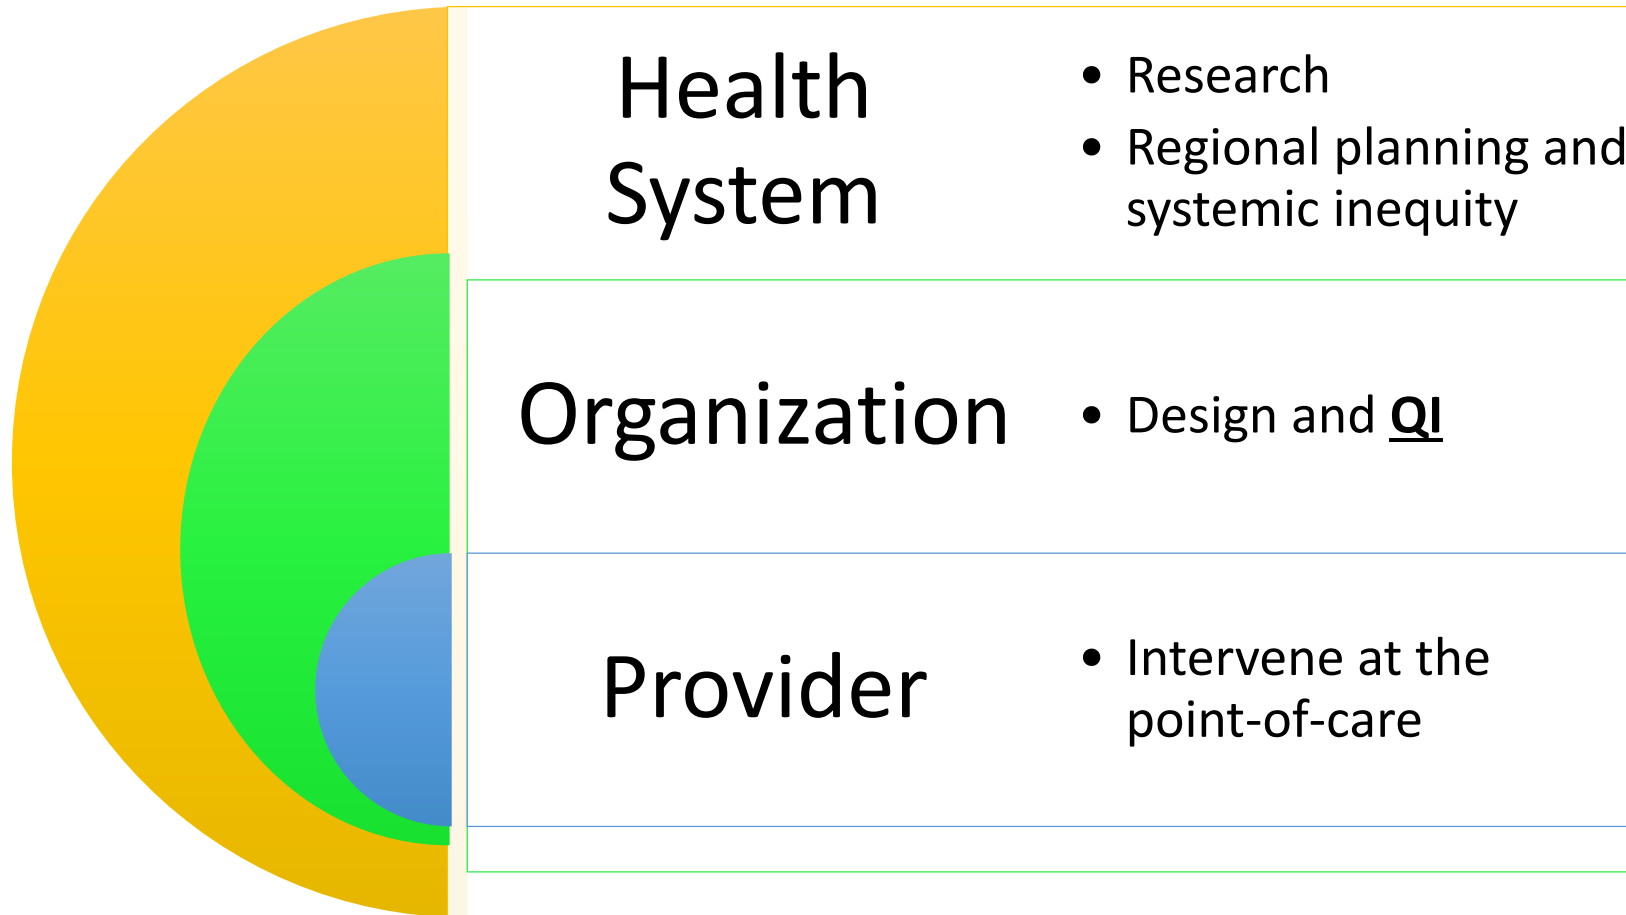 Health
System
• Research
• Regional planning and
systemic inequity
Organization
• Design and QI
Provider
• Intervene at the
point-of-care